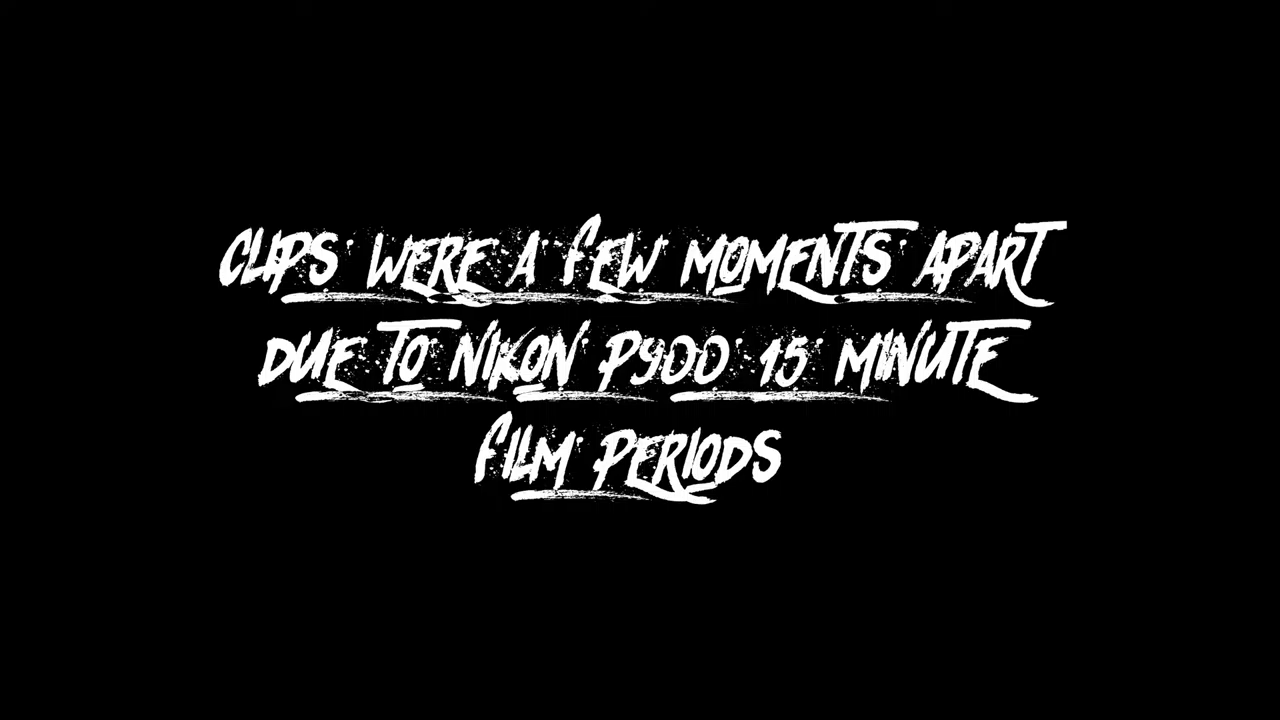 CLIPS WERE A FEW MOMENTS APART
DUE TO NIKON P900 15 MINUTE
FILM PERIODS